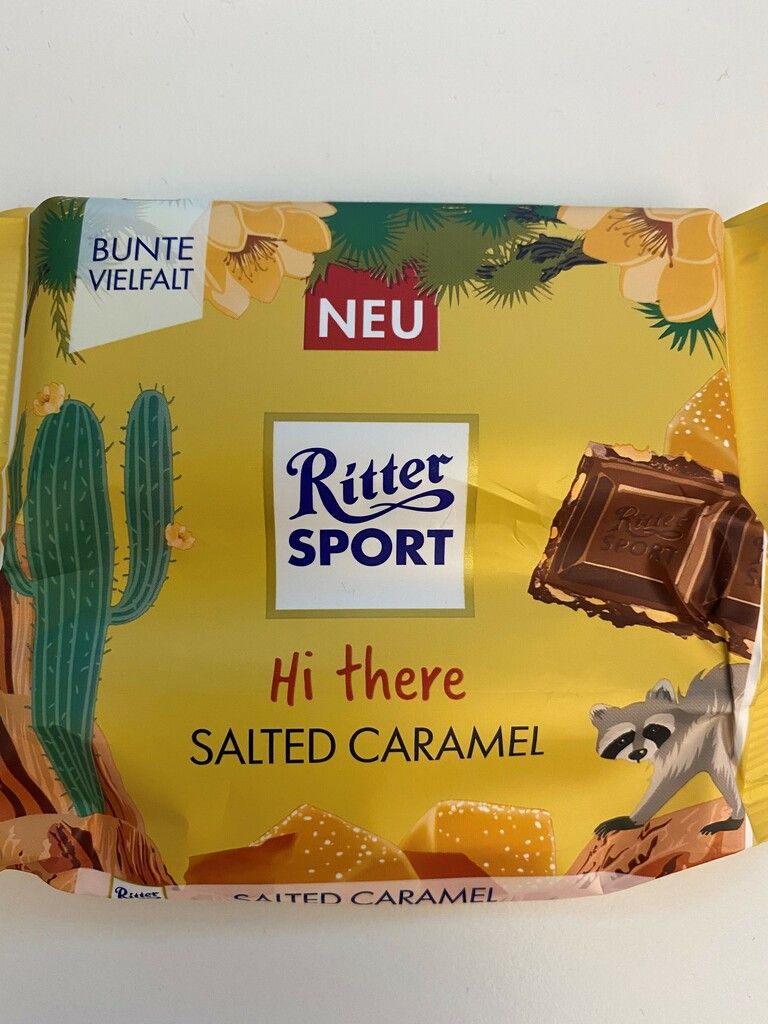 BUNTE
VIELFALT
NEU
Ritter
SPORT
Ritter
SPORT
Hi there
SALTED CARAMEL
Ritter
SALTED CARAMEL